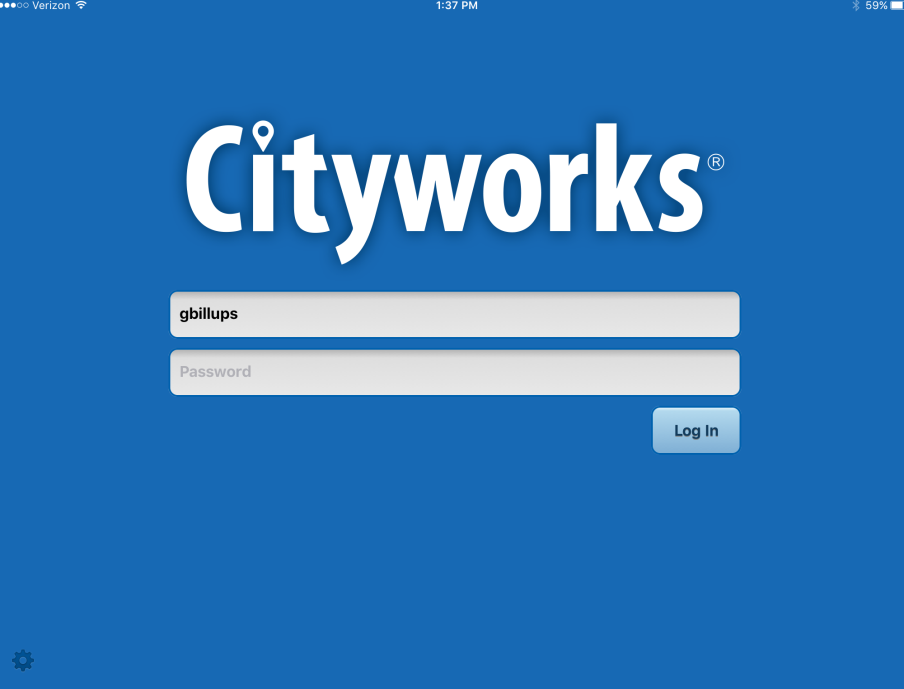 Verizon 1:37 PM 59%
Cityworks®
gbillups
Password
Log In